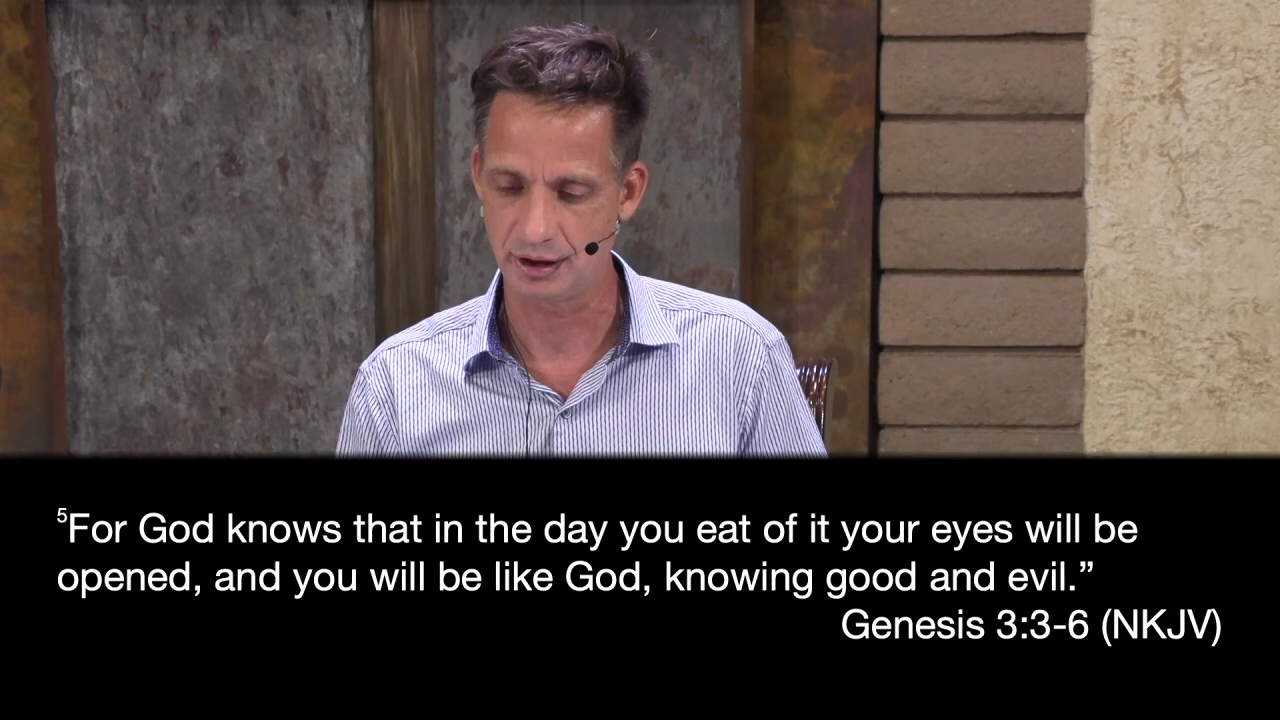 ⁵For God knows that in the day you eat of it your eyes will be
opened, and you will be like God, knowing good and evil.”
Genesis 3:3-6 (NKJV)